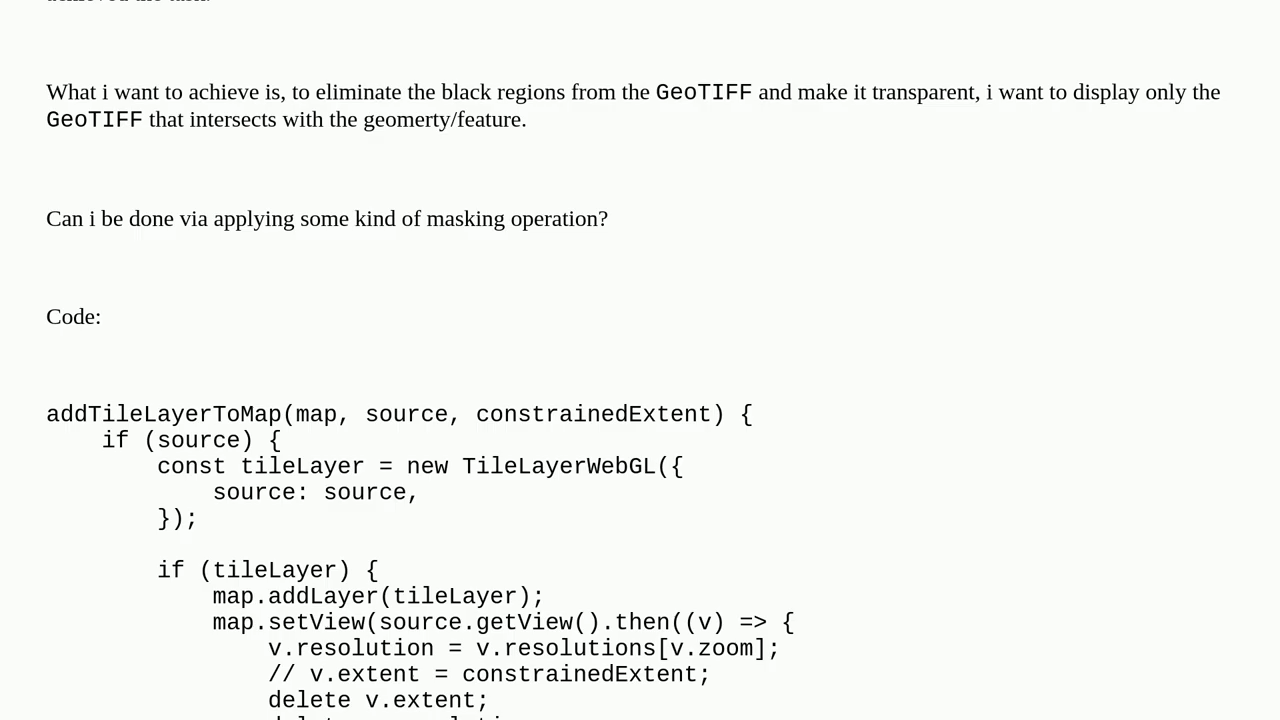 What i want to achieve is, to eliminate the black regions from the GeoTIFF and make it transparent, i want to display only the
GeoTIFF that intersects with the geomerty/feature.
Can i be done via applying some kind of masking operation?
Code:
addTileLayerToMap(map, source, constrainedExtent) {
    if (source) {
        const tileLayer = new TileLayerWebGL({
            source: source,
        });
        if (tileLayer) {
            map.addLayer(tileLayer);
            map.setView(source.getView().then((v) => {
                v.resolution = v.resolutions[v.zoom];
                // v.extent = constrainedExtent;
                delete v.extent;